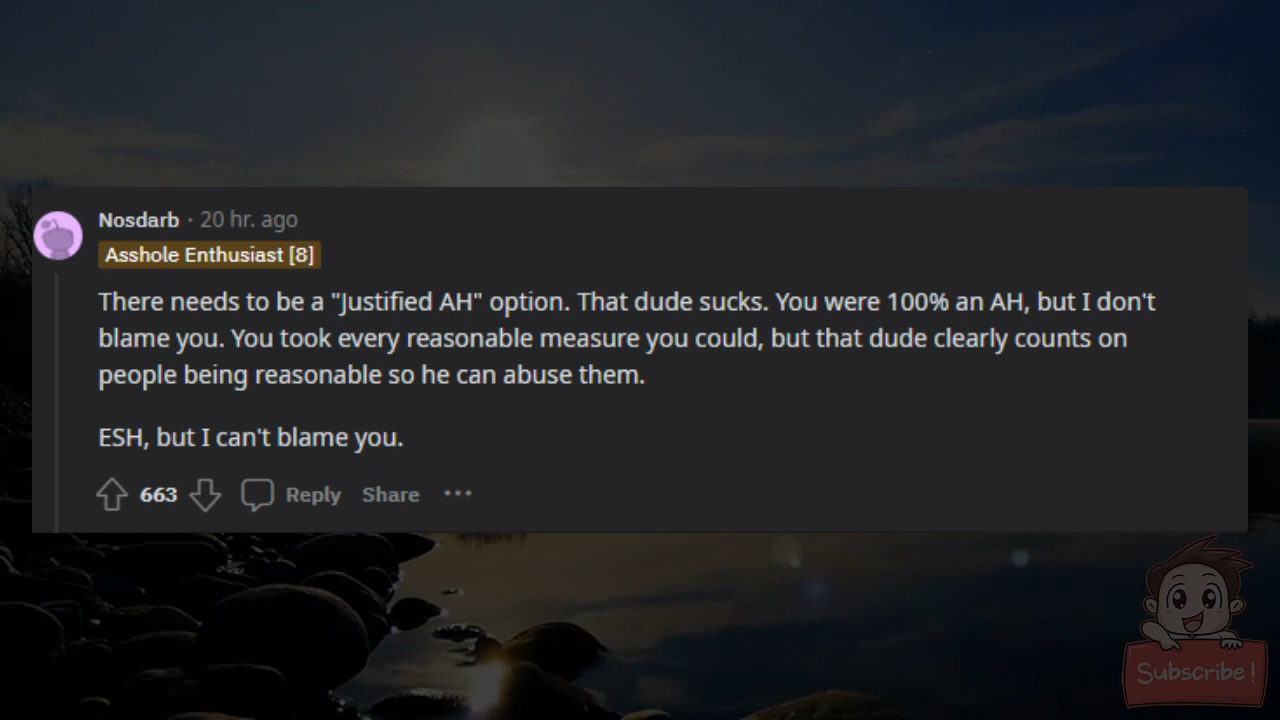 Nosdarb · 20 hr. ago
Asshole Enthusiast [8]
There needs to be a "Justified AH" option. That dude sucks. You were 100% an AH, but I don't
blame you. You took every reasonable measure you could, but that dude clearly counts on
people being reasonable so he can abuse them.
ESH, but I can't blame you.
663 Reply Share ···
Subscribe!